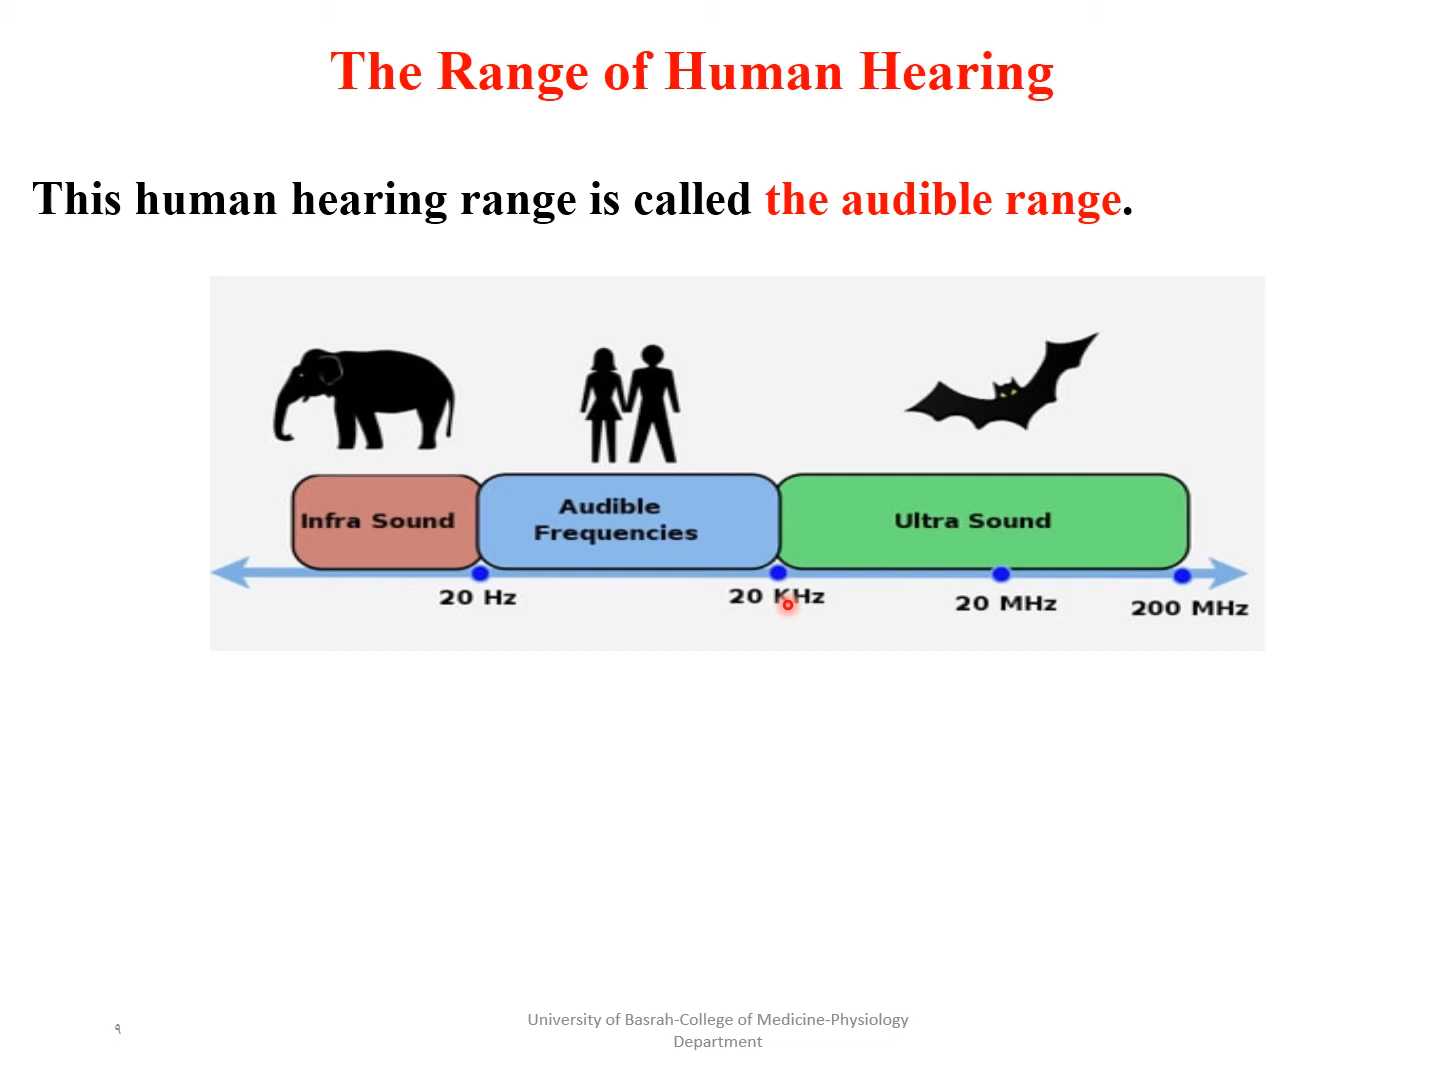 The Range of Human Hearing
This human hearing range is called the audible range.
Infra Sound
Audible
Frequencies
Ultra Sound
20 Hz
20 KHz
20 MHz
200 MHz
٩
University of Basrah-College of Medicine-Physiology
Department